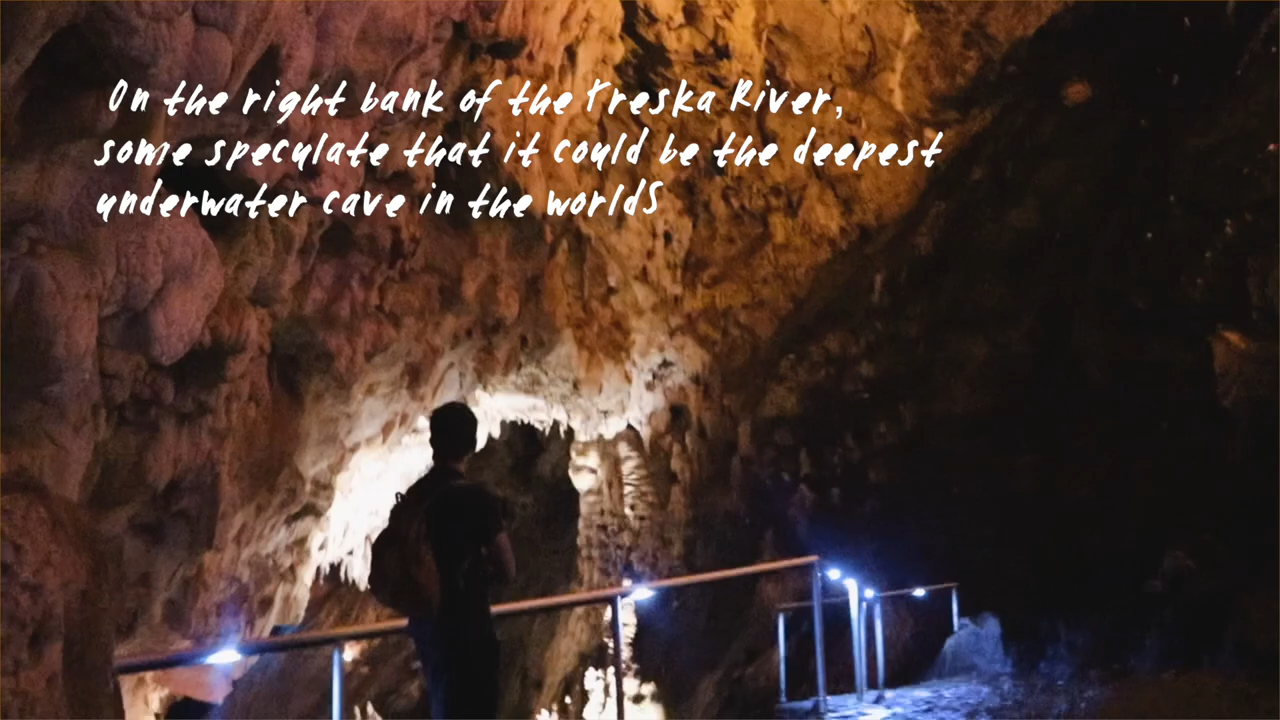 On the right bank of the Treska River,
some speculate that it could be the deepest
underwater cave in the worldS